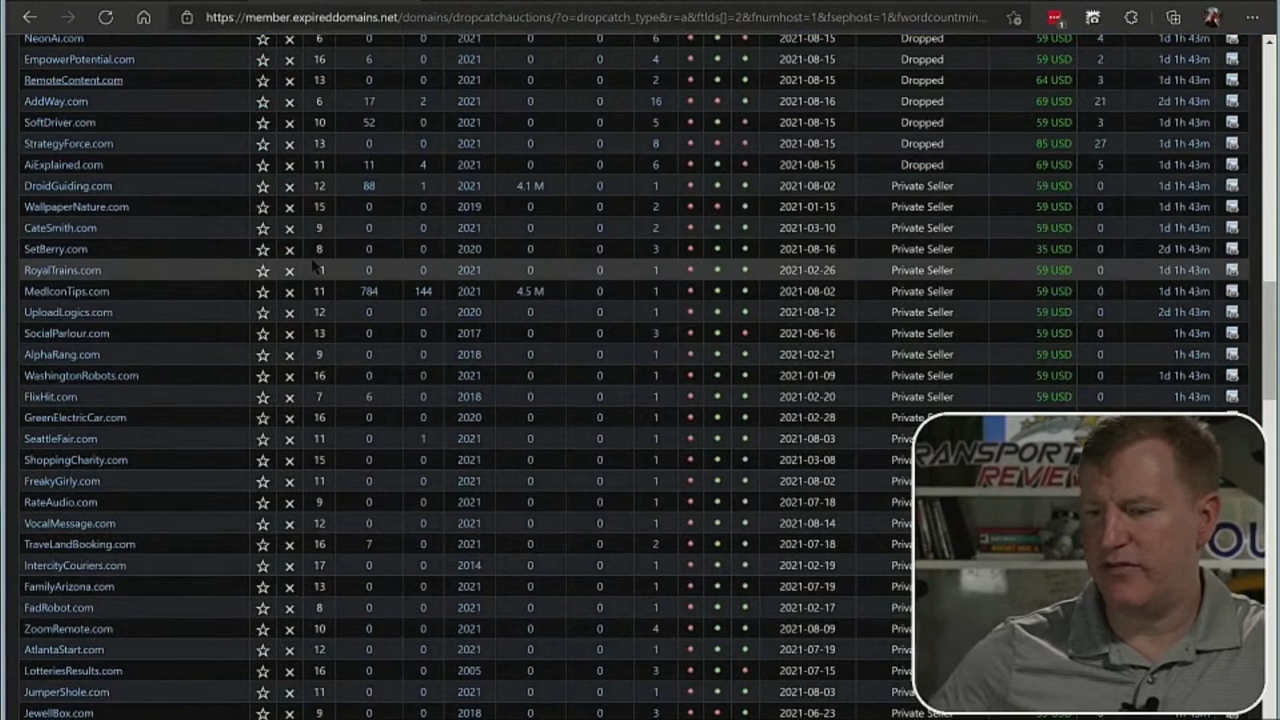 https://member.expireddomains.net/domains/dropcatchauctions/?o=dropcatch_type&r=a&ftlds[]=2&fnumhost=1&fsephost=1&fwordcountmin...
NeonAi.com 6 0 0 2021 0 0 6 2021-08-15 Dropped 59 USD 4 1d 1h 43m
EmpowerPotential.com 16 6 0 2021 0 0 4 2021-08-15 Dropped 59 USD 2 1d 1h 43m
RemoteContent.com 13 0 0 2021 0 0 2 2021-08-15 Dropped 64 USD 3 1d 1h 43m
AddWay.com 6 17 2 2021 0 0 16 2021-08-16 Dropped 69 USD 21 2d 1h 43m
SoftDriver.com 10 52 0 2021 0 0 5 2021-08-15 Dropped 59 USD 3 1d 1h 43m
StrategyForce.com 13 0 0 2021 0 0 8 2021-08-15 Dropped 85 USD 27 1d 1h 43m
AiExplained.com 11 11 4 2021 0 0 6 2021-08-15 Dropped 69 USD 5 1d 1h 43m
DroidGuiding.com 12 88 1 2021 4.1 M 0 1 2021-08-02 Private Seller 59 USD 0 1d 1h 43m
WallpaperNature.com 15 0 0 2019 0 0 2 2021-01-15 Private Seller 59 USD 0 1d 1h 43m
CateSmith.com 9 0 0 2021 0 0 2 2021-03-10 Private Seller 59 USD 0 1d 1h 43m
SetBerry.com 8 0 0 2020 0 0 3 2021-08-16 Private Seller 35 USD 0 2d 1h 43m
RoyalTrains.com 0 0 2021 0 0 1 2021-02-26 Private Seller 59 USD 0 1d 1h 43m
MedIconTips.com 11 784 144 2021 4.5 M 0 1 2021-08-02 Private Seller 59 USD 0 1d 1h 43m
UploadLogics.com 12 0 0 2020 0 0 1 2021-08-12 Private Seller 59 USD 0 2d 1h 43m
SocialParlour.com 13 0 0 2017 0 0 3 2021-06-16 Private Seller 59 USD 0 1h 43m
AlphaRang.com 9 0 0 2018 0 0 1 2021-02-21 Private Seller 59 USD 0 1h 43m
WashingtonRobots.com 16 0 0 2021 0 0 1 2021-01-09 Private Seller 59 USD 0 1d 1h 43m
FlixHit.com 7 6 0 2018 0 0 1 2021-02-20 Private Seller 59 USD 0 1h 43m
GreenElectricCar.com 16 0 0 2020 0 0 1 2021-02-28
SeattleFair.com 11 0 1 2021 0 0 1 2021-08-03
ShoppingCharity.com 15 0 0 2021 0 0 1 2021-03-08
FreakyGirly.com 11 0 0 2021 0 0 1 2021-08-02
RateAudio.com 9 0 0 2021 0 0 1 2021-07-18
VocalMessage.com 12 0 0 2021 0 0 1 2021-08-14
TraveLandBooking.com 16 7 0 2021 0 0 2 2021-07-18
IntercityCouriers.com 17 0 0 2014 0 0 1 2021-02-19
FamilyArizona.com 13 0 0 2021 0 0 1 2021-07-19
FadRobot.com 8 0 0 2021 0 0 1 2021-02-17
ZoomRemote.com 10 0 0 2021 0 0 4 2021-08-09
AtlantaStart.com 12 0 0 2021 0 0 1 2021-07-19
LotteriesResults.com 16 0 0 2005 0 0 3 2021-07-15
JumperShole.com 11 0 0 2021 0 0 1 2021-08-03
JewellBox.com 9 0 0 2018 0 0 3 2021-06-23
TRANSPORT
REVIEW